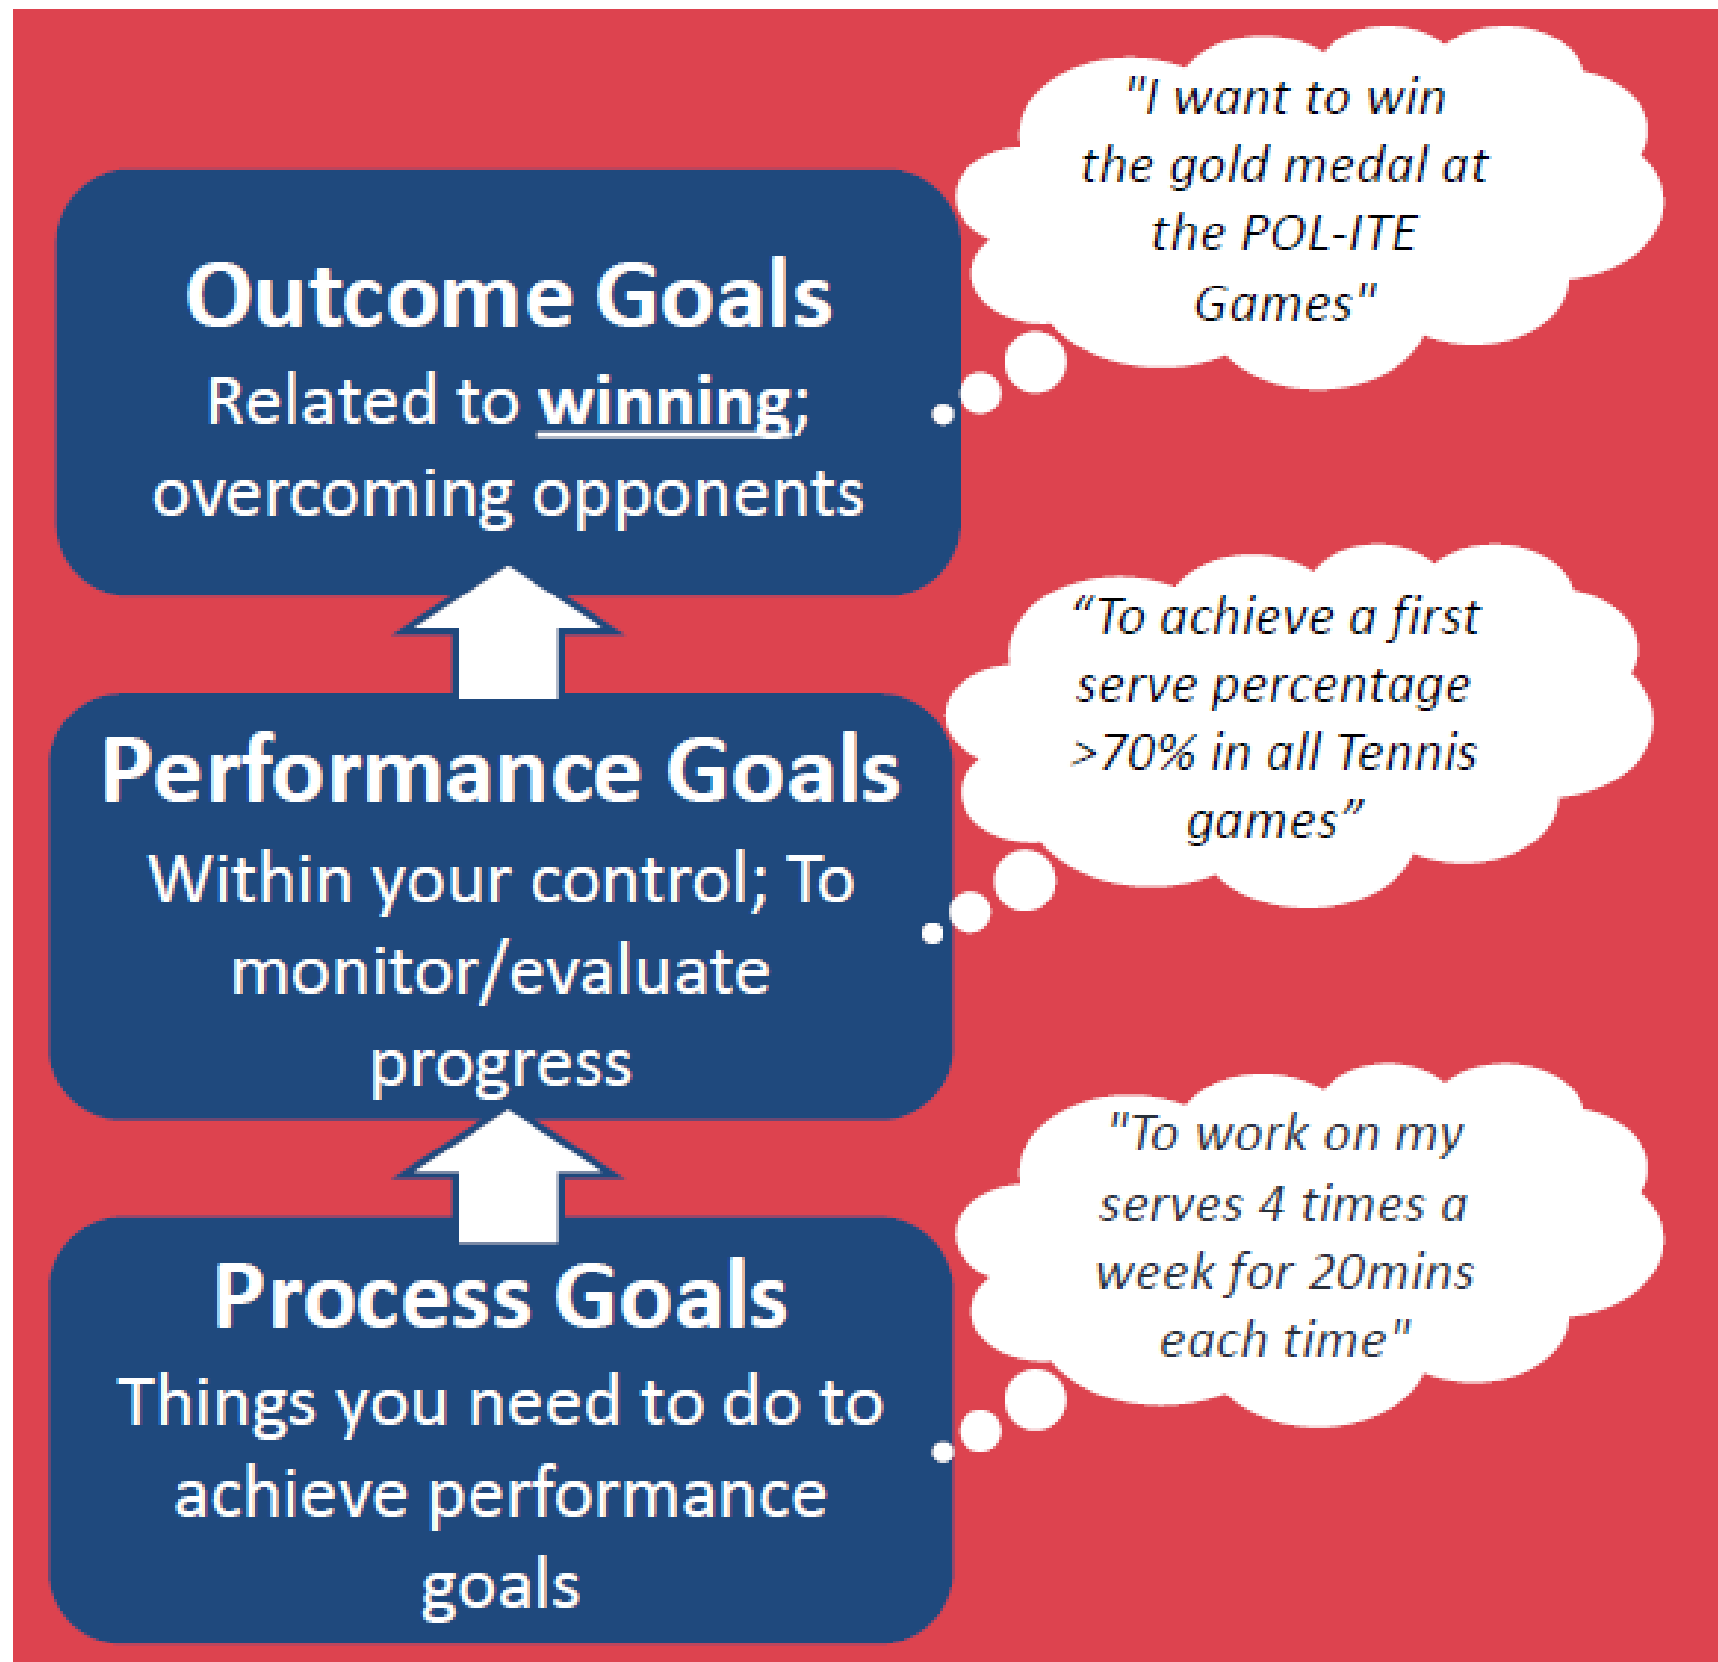 Outcome Goals
Related to winning;
overcoming opponents
"I want to win
the gold medal at
the POL-ITE
Games"
Performance Goals
Within your control; To
monitor/evaluate
progress
“To achieve a first
serve percentage
>70% in all Tennis
games”
Process Goals
Things you need to do to
achieve performance
goals
"To work on my
serves 4 times a
week for 20mins
each time"